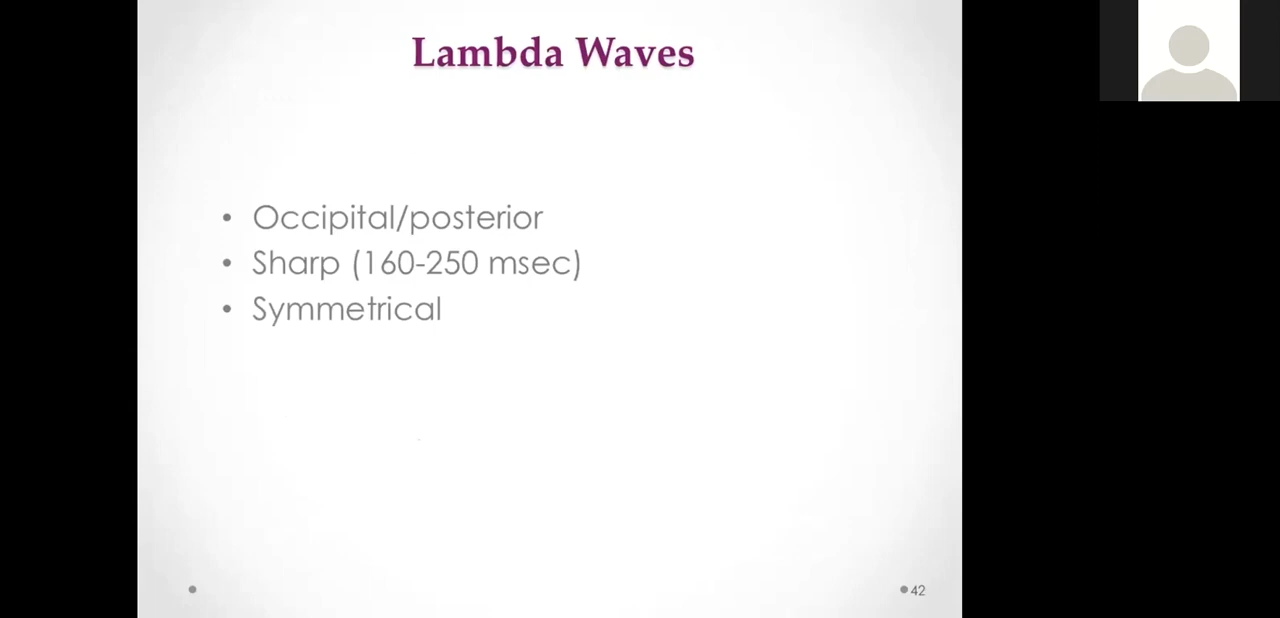 Lambda Waves
• Occipital/posterior
• Sharp (160-250 msec)
• Symmetrical
42